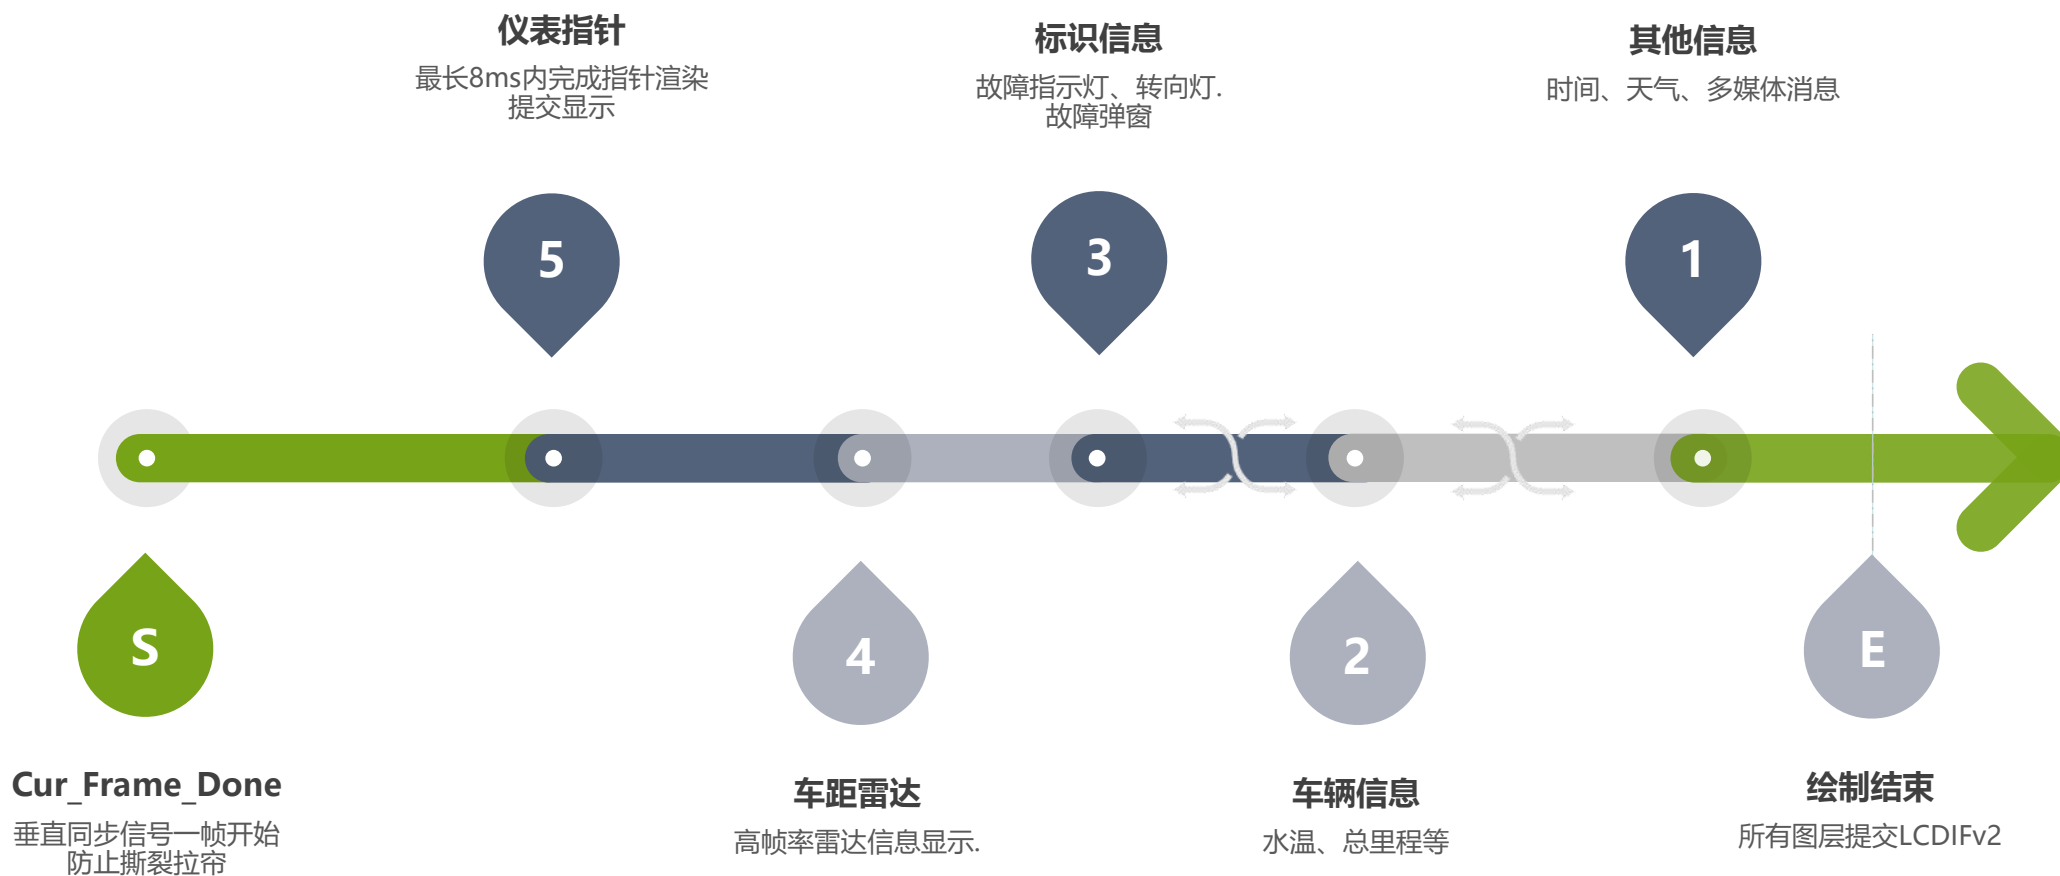 仪表指针
最长8ms内完成指针渲染
提交显示
标识信息
故障指示灯、转向灯.
故障弹窗
其他信息
时间、天气、多媒体消息
5
3
1
S
4
2
E
Cur_Frame_Done
垂直同步信号一帧开始
防止撕裂拉帘
车距雷达
高帧率雷达信息显示.
车辆信息
水温、总里程等
绘制结束
所有图层提交LCDIFv2